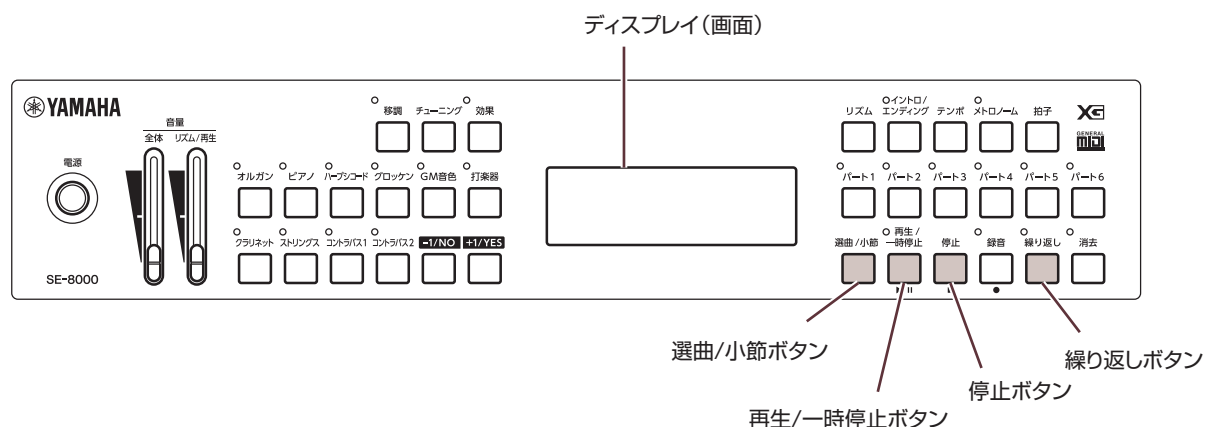 ディスプレイ（画面）
YAMAHA
音量
全体 リズム/再生
電源
SE-8000
移調 チューニング 効果
オルガン ピアノ ハープシコード グロッケン GM音色 打楽器
クラリネット ストリングス コントラバス1 コントラバス2 -1/NO +1/YES
リズム イントロ/エンディング テンポ メトロノーム 拍子
XG
GENERAL
MIDI
パート1 パート2 パート3 パート4 パート5 パート6
選曲/小節 再生/一時停止 停止 録音 繰り返し 消去
選曲/小節ボタン
繰り返しボタン
停止ボタン
再生/一時停止ボタン